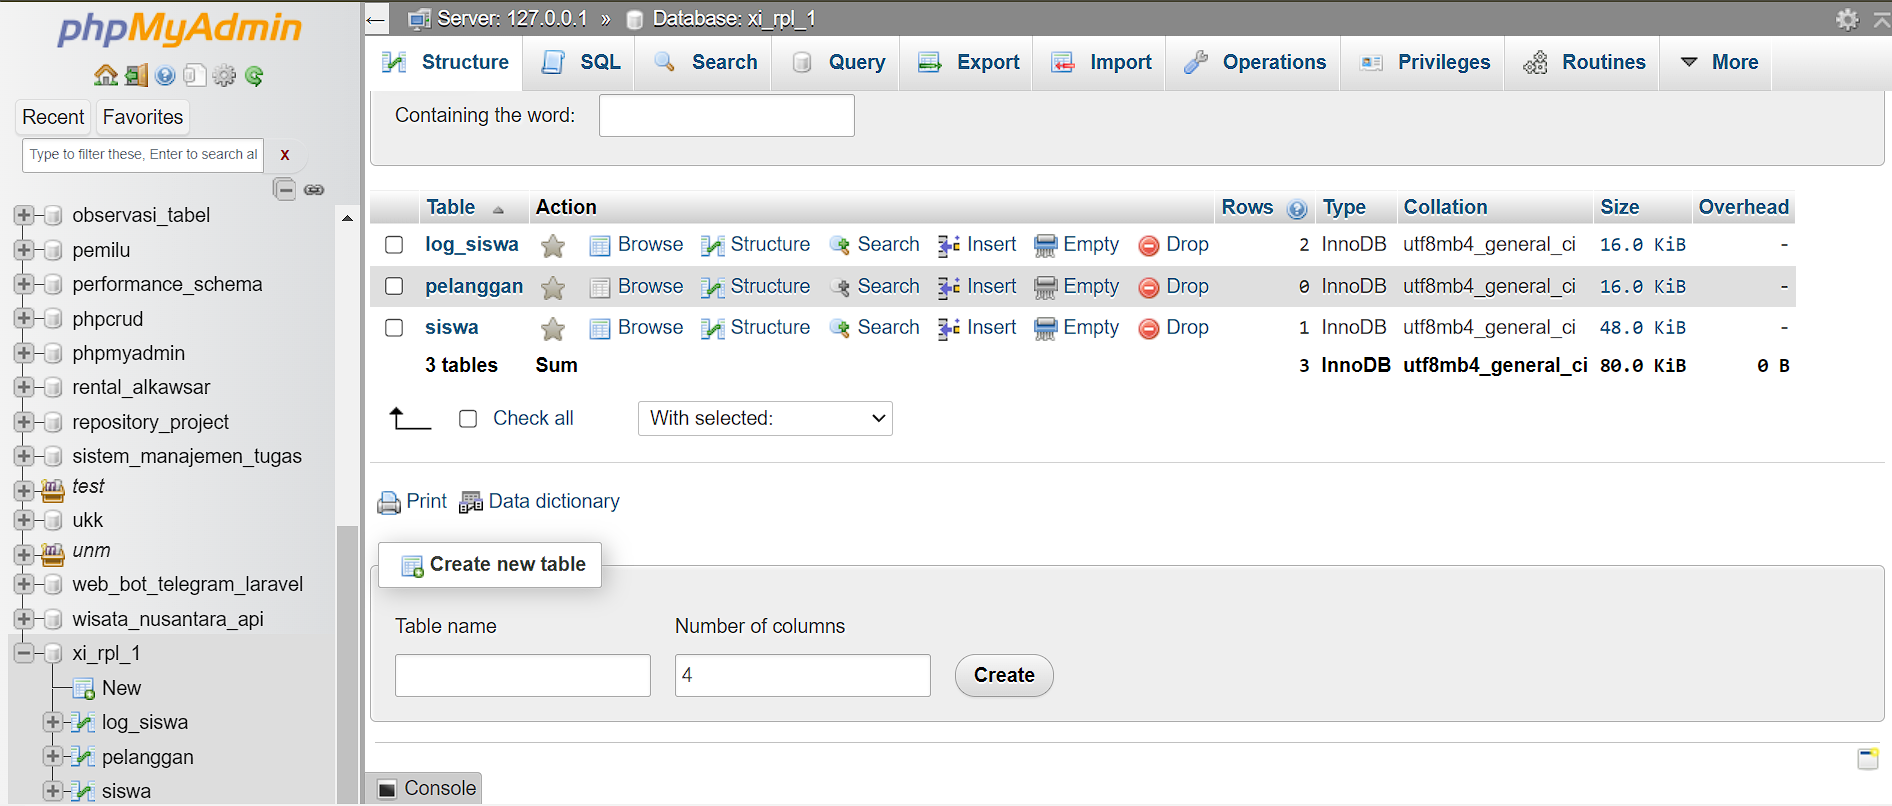 phpMyAdmin
Recent Favorites
Type to filter these, Enter to search al X
observasi_tabel
pemilu
performance_schema
phpcrud
phpmyadmin
rental_alkawsar
repository_project
sistem_manajemen_tugas
test
ukk
unm
web_bot_telegram_laravel
wisata_nusantara_api
xi_rpl_1
New
log_siswa
pelanggan
siswa
← Server: 127.0.0.1 » Database: xi_rpl_1
Structure SQL Search Query Export Import Operations Privileges Routines More
Containing the word:
Table Action Rows Type Collation Size Overhead
log_siswa Browse Structure Search Insert Empty Drop 2 InnoDB utf8mb4_general_ci 16.0 KiB -
pelanggan Browse Structure Search Insert Empty Drop 0 InnoDB utf8mb4_general_ci 16.0 KiB -
siswa Browse Structure Search Insert Empty Drop 1 InnoDB utf8mb4_general_ci 48.0 KiB -
3 tables Sum 3 InnoDB utf8mb4_general_ci 80.0 KiB 0 B
Check all With selected:
Print Data dictionary
Create new table
Table name Number of columns
4 Create
Console